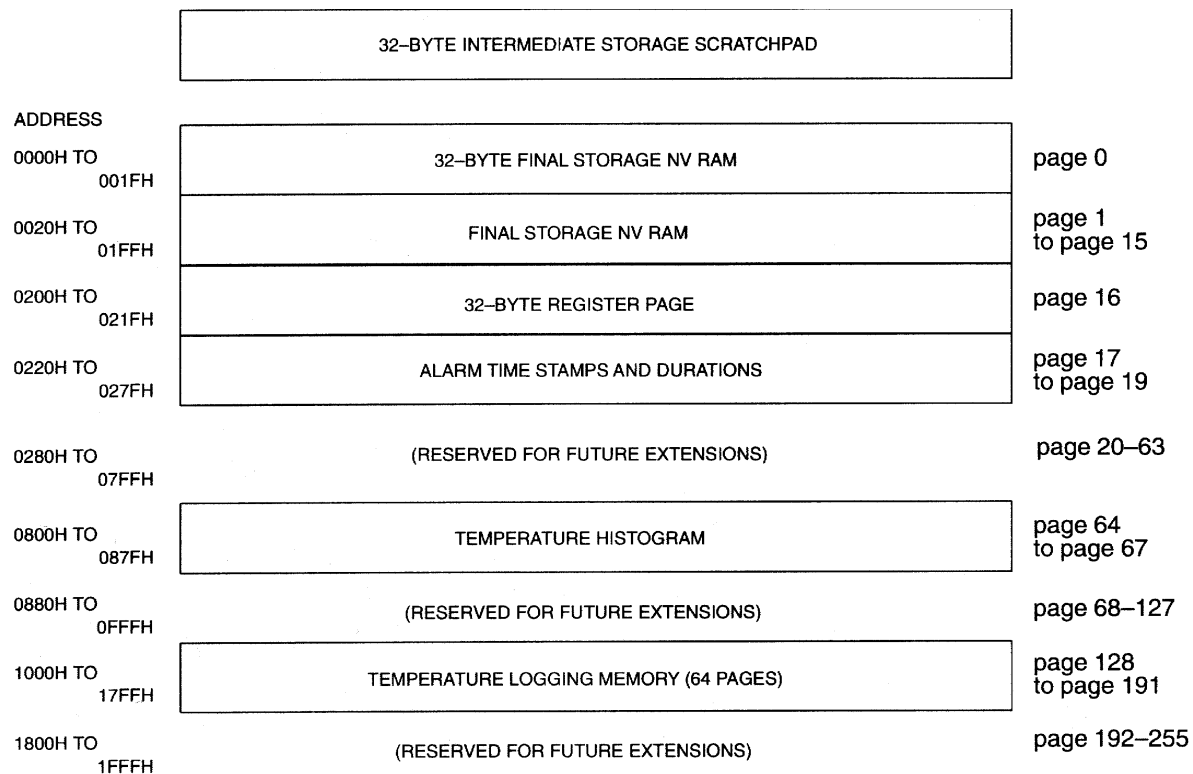 32–BYTE INTERMEDIATE STORAGE SCRATCHPAD
ADDRESS
0000H TO
001FH
32–BYTE FINAL STORAGE NV RAM
page 0
0020H TO
01FFH
FINAL STORAGE NV RAM
page 1
to page 15
0200H TO
021FH
32–BYTE REGISTER PAGE
page 16
0220H TO
027FH
ALARM TIME STAMPS AND DURATIONS
page 17
to page 19
0280H TO
07FFH
(RESERVED FOR FUTURE EXTENSIONS)
page 20–63
0800H TO
087FH
TEMPERATURE HISTOGRAM
page 64
to page 67
0880H TO
0FFFH
(RESERVED FOR FUTURE EXTENSIONS)
page 68–127
1000H TO
17FFH
TEMPERATURE LOGGING MEMORY (64 PAGES)
page 128
to page 191
1800H TO
1FFFH
(RESERVED FOR FUTURE EXTENSIONS)
page 192–255